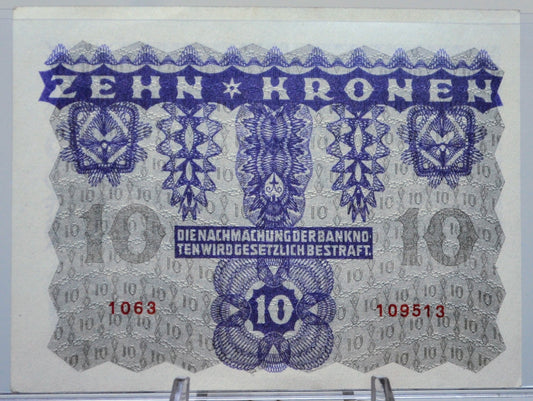 ZEHN ✶ KRONEN
10 10
DIE NACHMACHUNG DER BANKNO-
TEN WIRD GESETZLICH BESTRAFT.
10
1063 109513